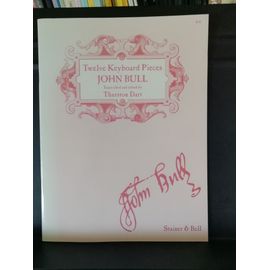 Twelve Keyboard Pieces
JOHN BULL
Transcribed and edited by
Thurston Dart
John Bull
Stainer & Bell